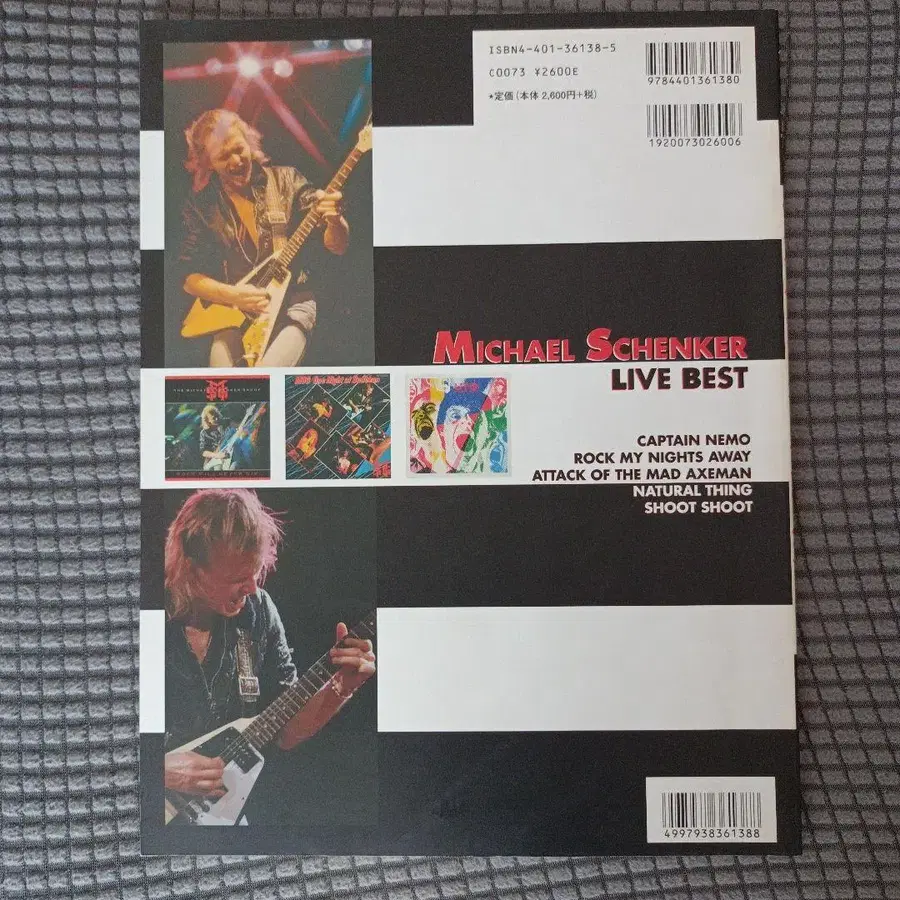 ISBN4-401-36138-5
C0073 ¥2600E
*定価(本体 2,600円+税)
9784401361380
1920073026006
MICHAEL SCHENKER
LIVE BEST
CAPTAIN NEMO
ROCK MY NIGHTS AWAY
ATTACK OF THE MAD AXEMAN
NATURAL THING
SHOOT SHOOT
4997938361388